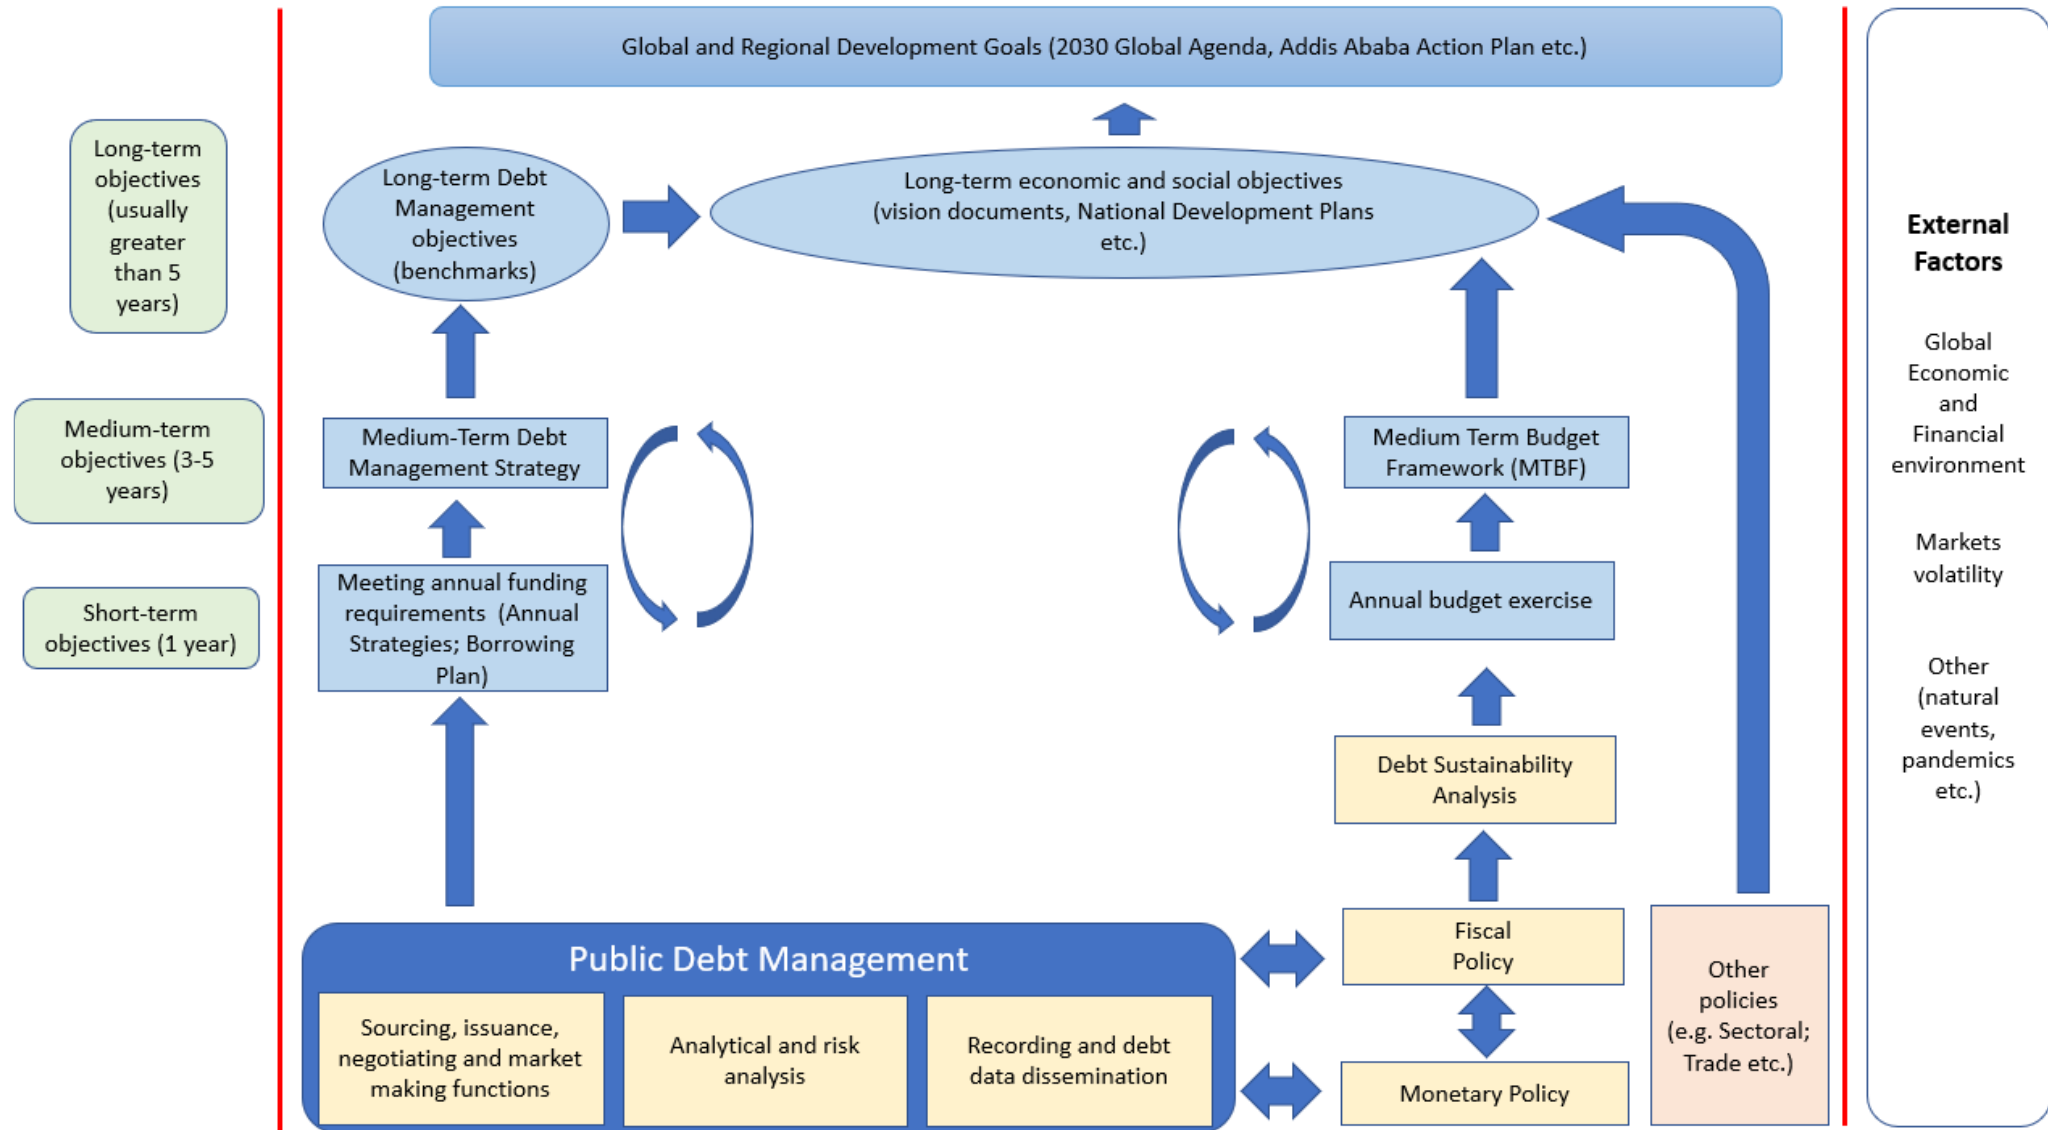 Global and Regional Development Goals (2030 Global Agenda, Addis Ababa Action Plan etc.)
Long-term
objectives
(usually
greater
than 5
years)
Long-term Debt
Management
objectives
(benchmarks)
Long-term economic and social objectives
(vision documents, National Development Plans
etc.)
Medium-term
objectives (3-5
years)
Medium-Term Debt
Management Strategy
Medium Term Budget
Framework (MTBF)
Short-term
objectives (1 year)
Meeting annual funding
requirements (Annual
Strategies; Borrowing
Plan)
Annual budget exercise
Debt Sustainability
Analysis
Public Debt Management
Sourcing, issuance,
negotiating and market
making functions
Analytical and risk
analysis
Recording and debt
data dissemination
Fiscal
Policy
Monetary Policy
Other
policies
(e.g. Sectoral;
Trade etc.)
External
Factors
Global
Economic
and
Financial
environment
Markets
volatility
Other
(natural
events,
pandemics
etc.)